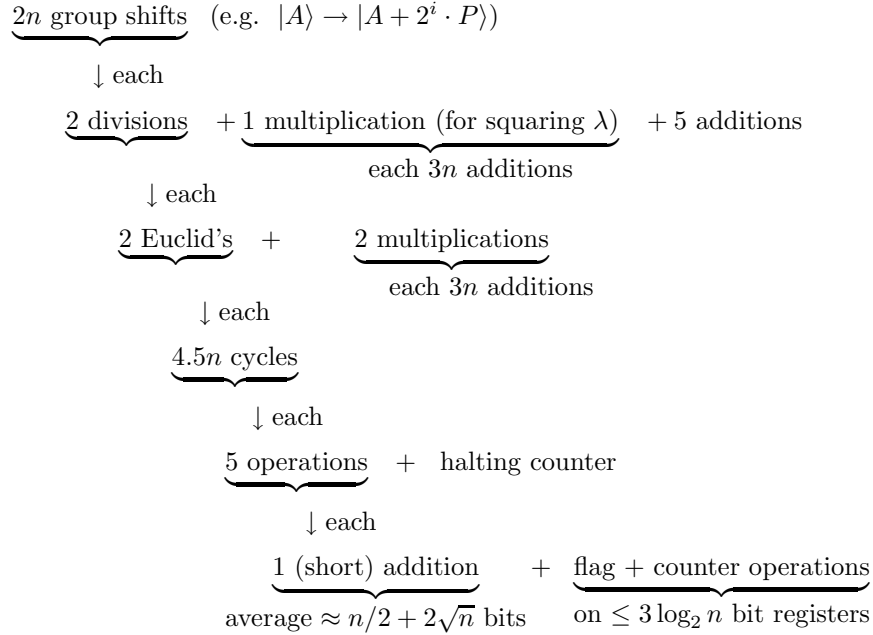 2n group shifts (e.g. |A⟩ → |A + 2^i · P⟩)
↓ each
2 divisions + 1 multiplication (for squaring λ) + 5 additions
each 3n additions
↓ each
2 Euclid's + 2 multiplications
each 3n additions
↓ each
4.5n cycles
↓ each
5 operations + halting counter
↓ each
1 (short) addition + flag + counter operations
average ≈ n/2 + 2√n bits on ≤ 3 log₂ n bit registers